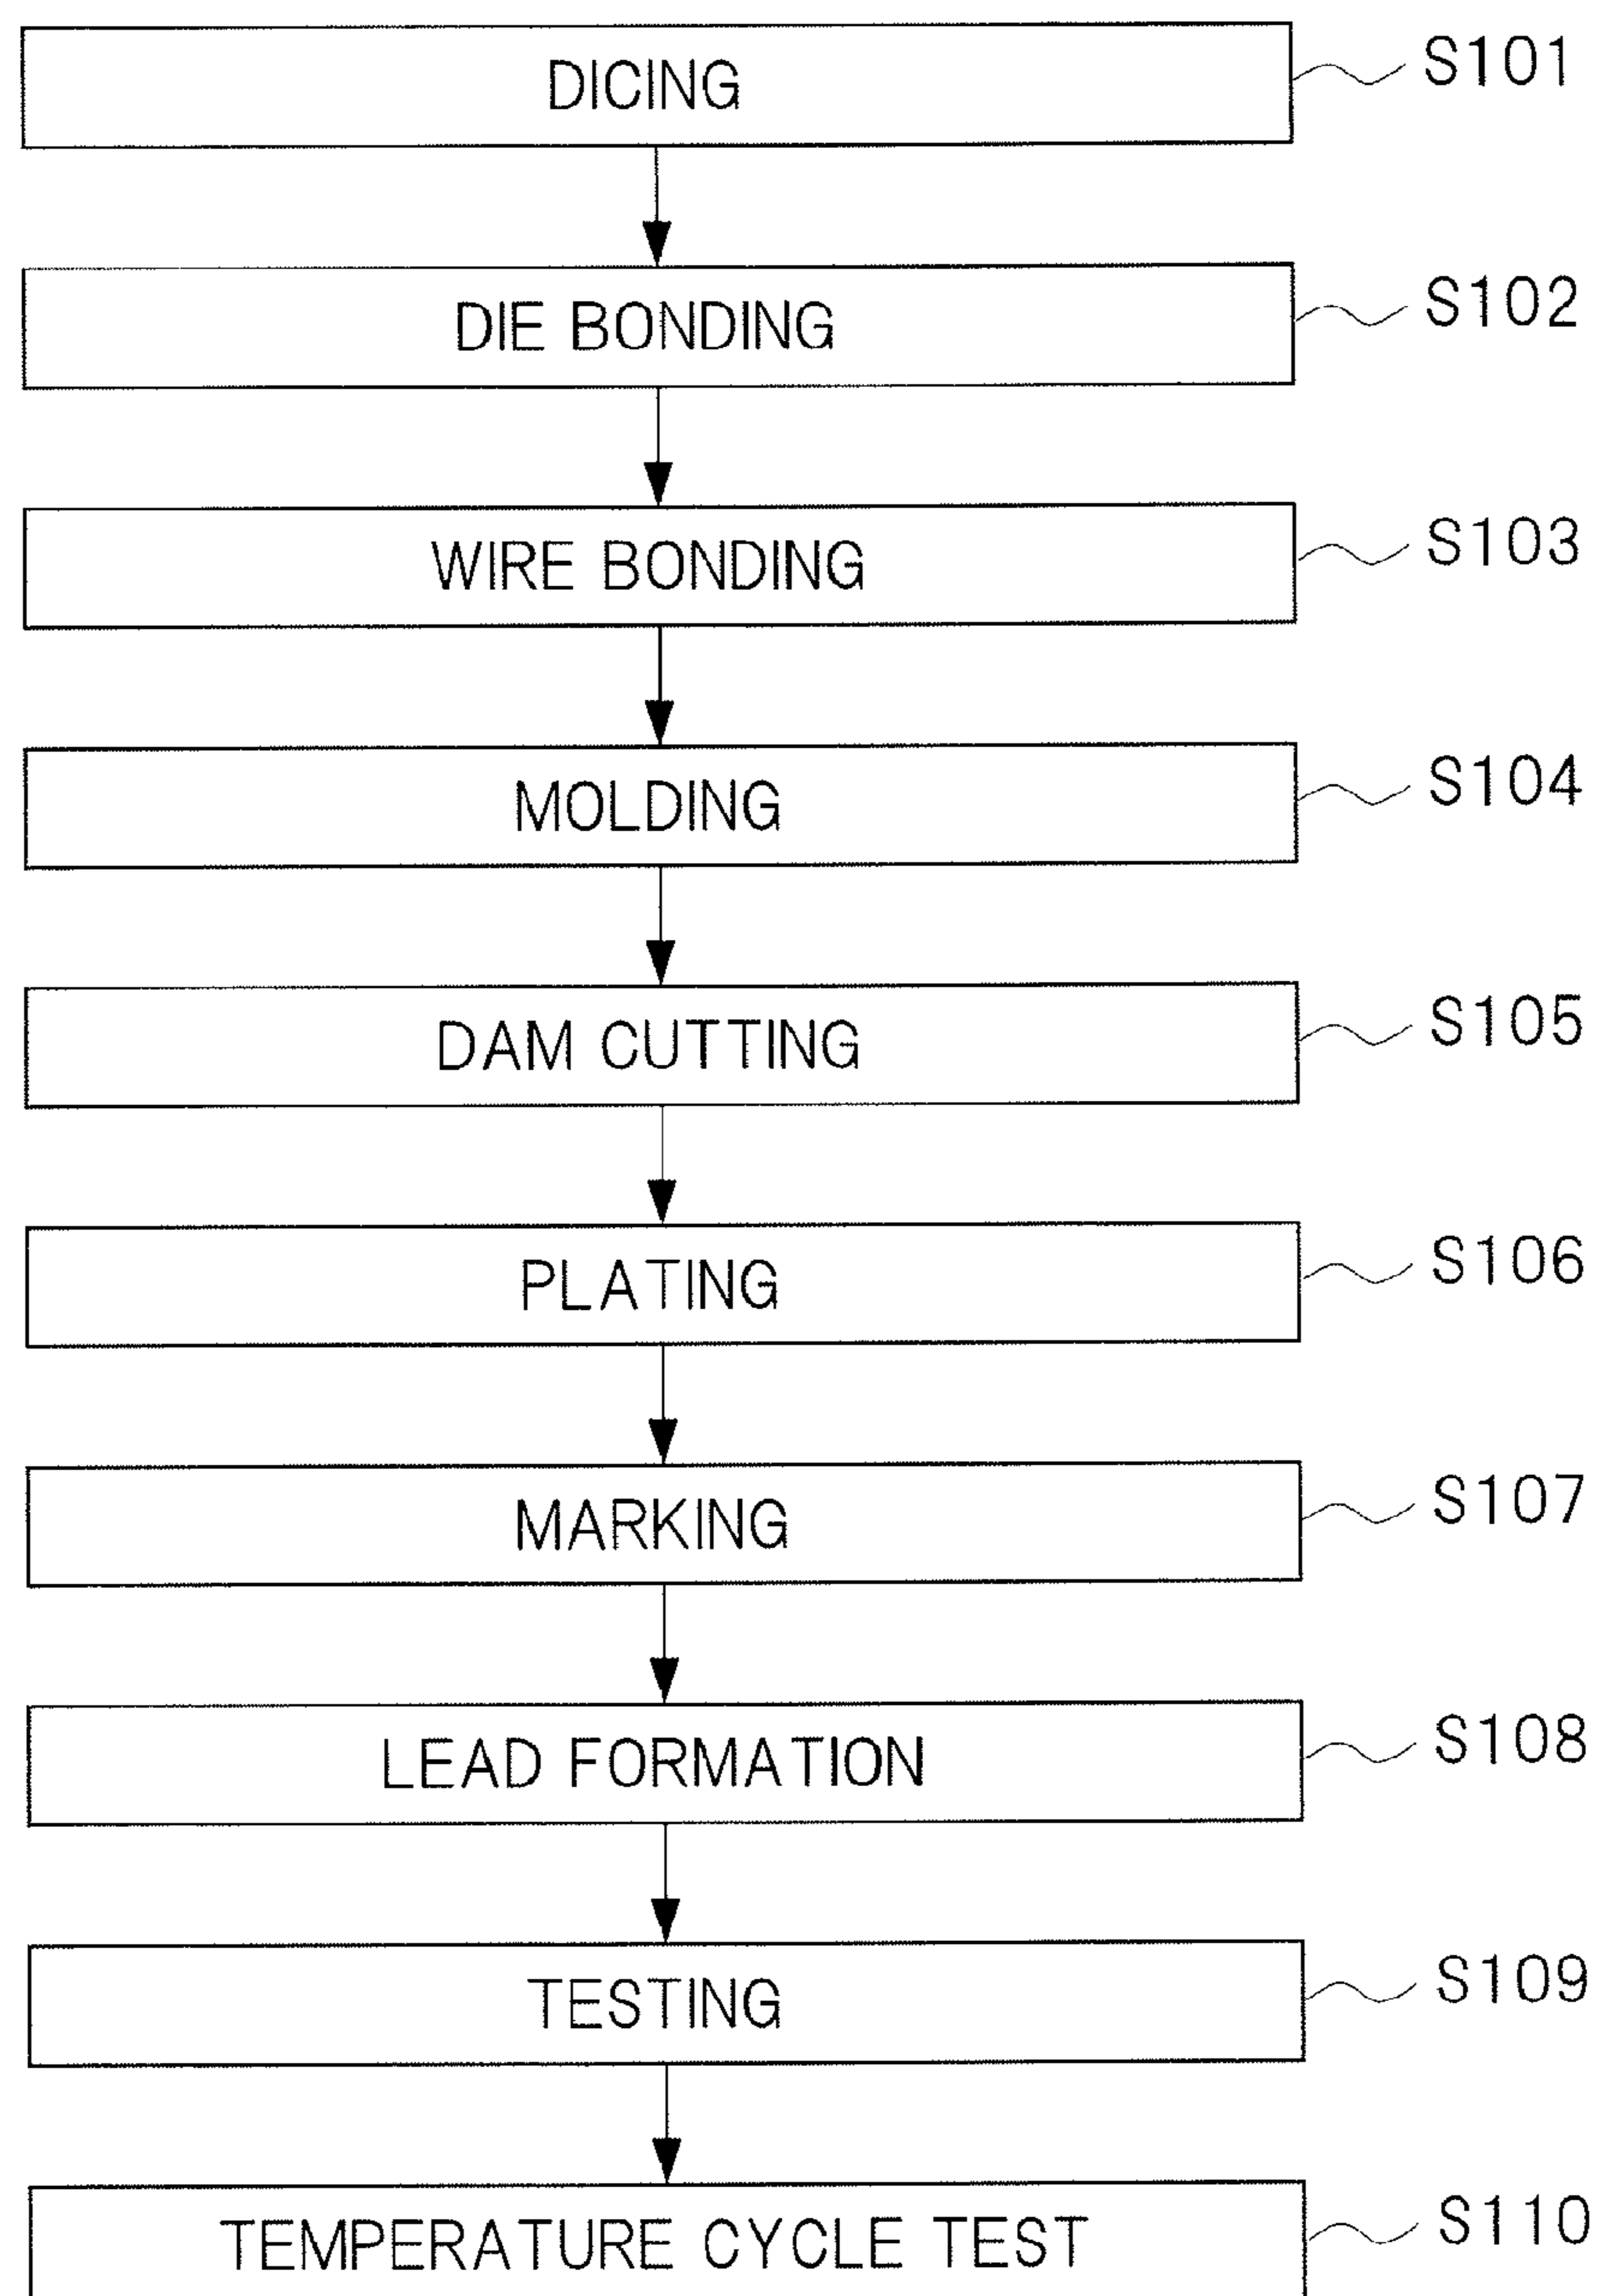 DICING S101
DIE BONDING S102
WIRE BONDING S103
MOLDING S104
DAM CUTTING S105
PLATING S106
MARKING S107
LEAD FORMATION S108
TESTING S109
TEMPERATURE CYCLE TEST S110